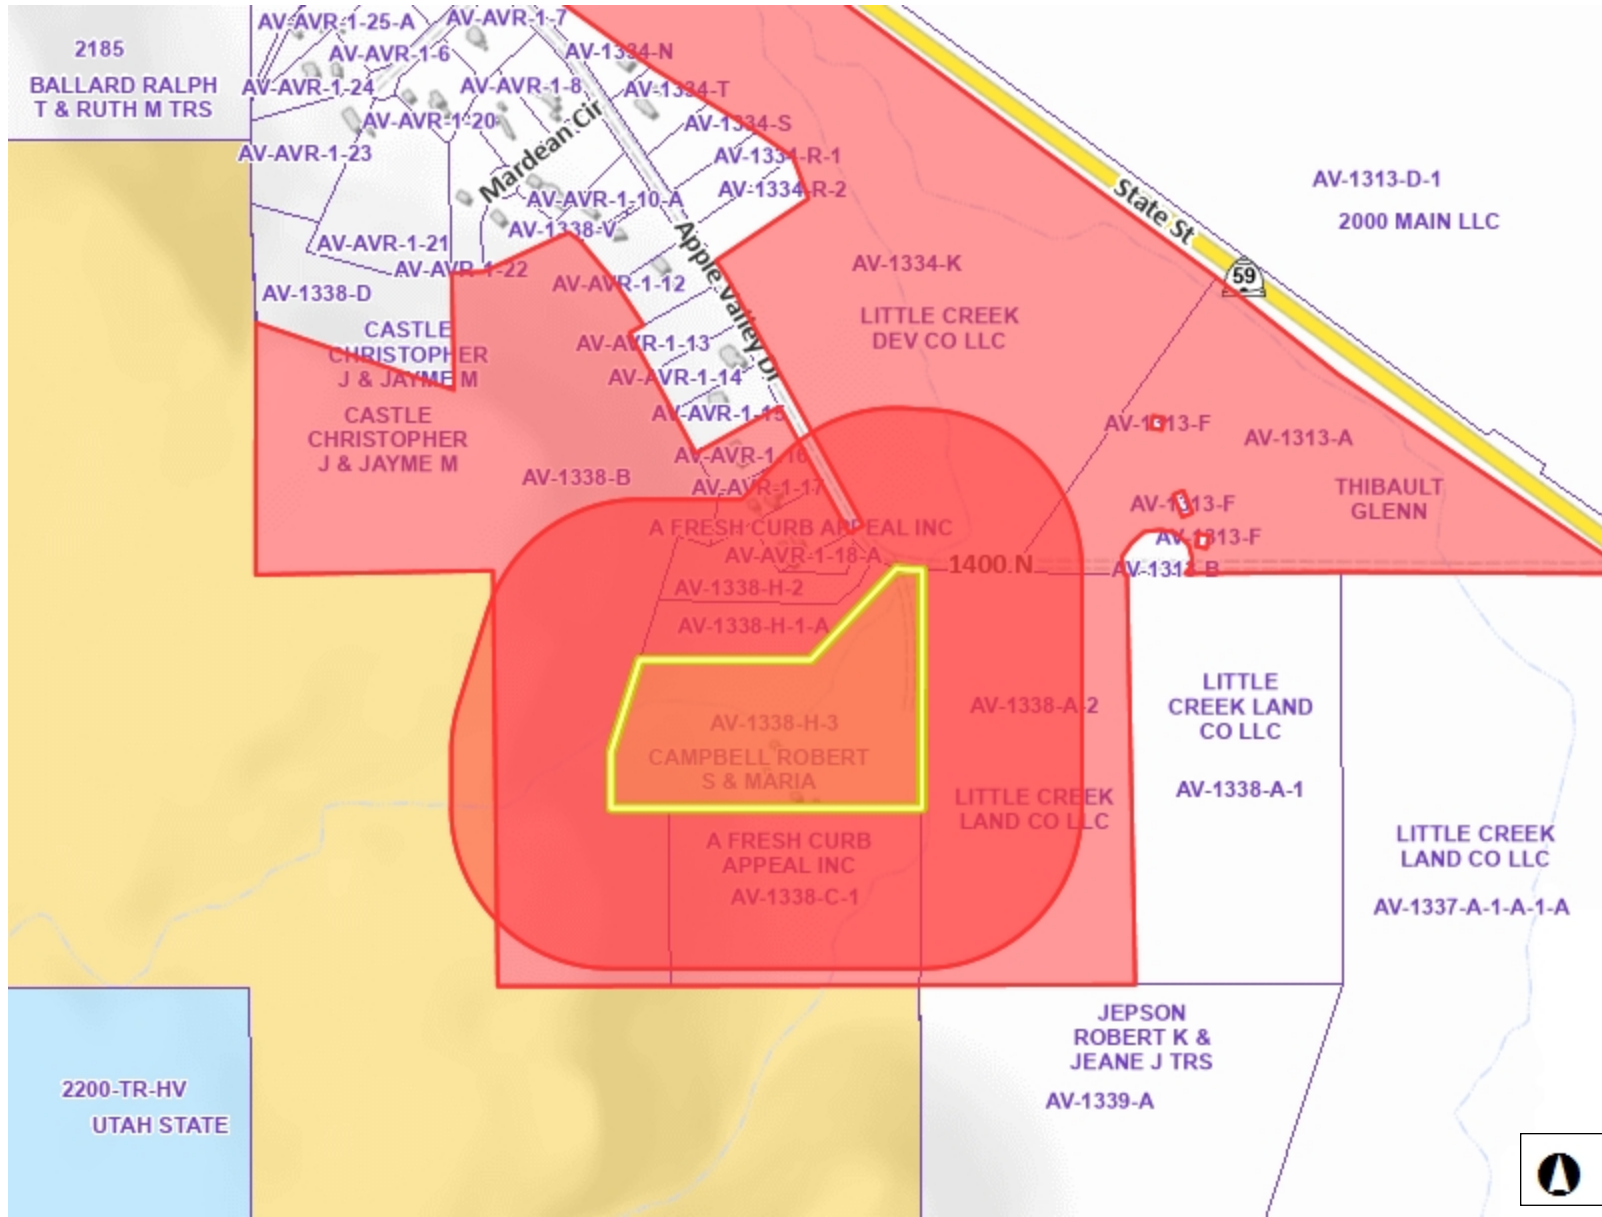 AV-AVR-1-25-A
AV-AVR-1-7
2185
AV-AVR-1-6
AV-1334-N
BALLARD RALPH
T & RUTH M TRS
AV-AVR-1-24
AV-AVR-1-8
AV-1334-T
AV-AVR-1-20
AV-1334-S
Mardean Cir
AV-AVR-1-23
AV-1334-R-1
AV-1334-R-2
AV-1313-D-1
State St
2000 MAIN LLC
AV-AVR-1-10-A
AV-1338-V
AV-AVR-1-21
AV-AVR-1-22
Apple Valley Dr
AV-1334-K
59
AV-1338-D
AV-AVR-1-12
LITTLE CREEK
DEV CO LLC
CASTLE
CHRISTOPHER
J & JAYME M
AV-AVR-1-13
AV-AVR-1-14
CASTLE
CHRISTOPHER
J & JAYME M
AV-AVR-1-15
AV-1313-F
AV-1313-A
AV-AVR-1-16
AV-1338-B
AV-AVR-1-17
AV-1313-F
THIBAULT
GLENN
A FRESH CURB APPEAL INC
AV-1313-F
AV-AVR-1-18-A
1400 N
AV-1313-B
AV-1338-H-2
AV-1338-H-1-A
AV-1338-H-3
CAMPBELL ROBERT
S & MARIA
AV-1338-A-2
LITTLE CREEK
LAND CO LLC
LITTLE
CREEK LAND
CO LLC
AV-1338-A-1
A FRESH CURB
APPEAL INC
AV-1338-C-1
LITTLE CREEK
LAND CO LLC
AV-1337-A-1-A-1-A
JEPSON
ROBERT K &
JEANE J TRS
AV-1339-A
2200-TR-HV
UTAH STATE